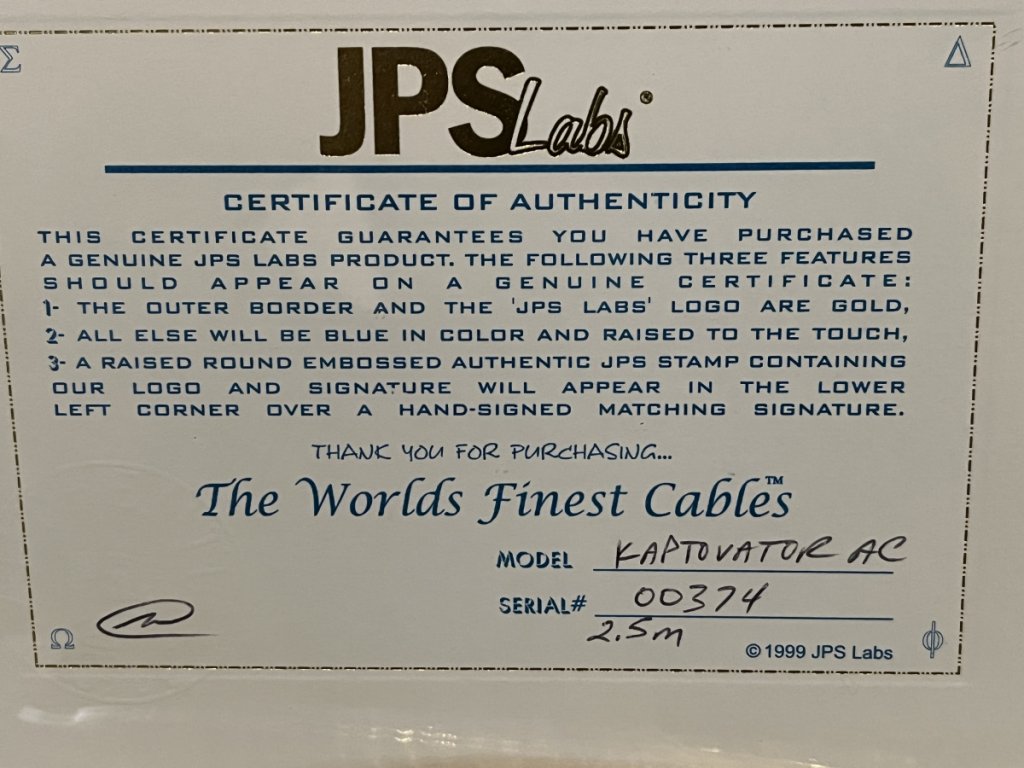 Σ
Δ
JPS Labs®
CERTIFICATE OF AUTHENTICITY
THIS CERTIFICATE GUARANTEES YOU HAVE PURCHASED
A GENUINE JPS LABS PRODUCT. THE FOLLOWING THREE FEATURES
SHOULD APPEAR ON A GENUINE CERTIFICATE:
1- THE OUTER BORDER AND THE 'JPS LABS' LOGO ARE GOLD,
2- ALL ELSE WILL BE BLUE IN COLOR AND RAISED TO THE TOUCH,
3- A RAISED ROUND EMBOSSED AUTHENTIC JPS STAMP CONTAINING
OUR LOGO AND SIGNATURE WILL APPEAR IN THE LOWER
LEFT CORNER OVER A HAND-SIGNED MATCHING SIGNATURE.
THANK YOU FOR PURCHASING...
The Worlds Finest Cables™
MODEL KAPTOVATOR AC
SERIAL# 00374
2.5m
Ω
Φ
©1999 JPS Labs